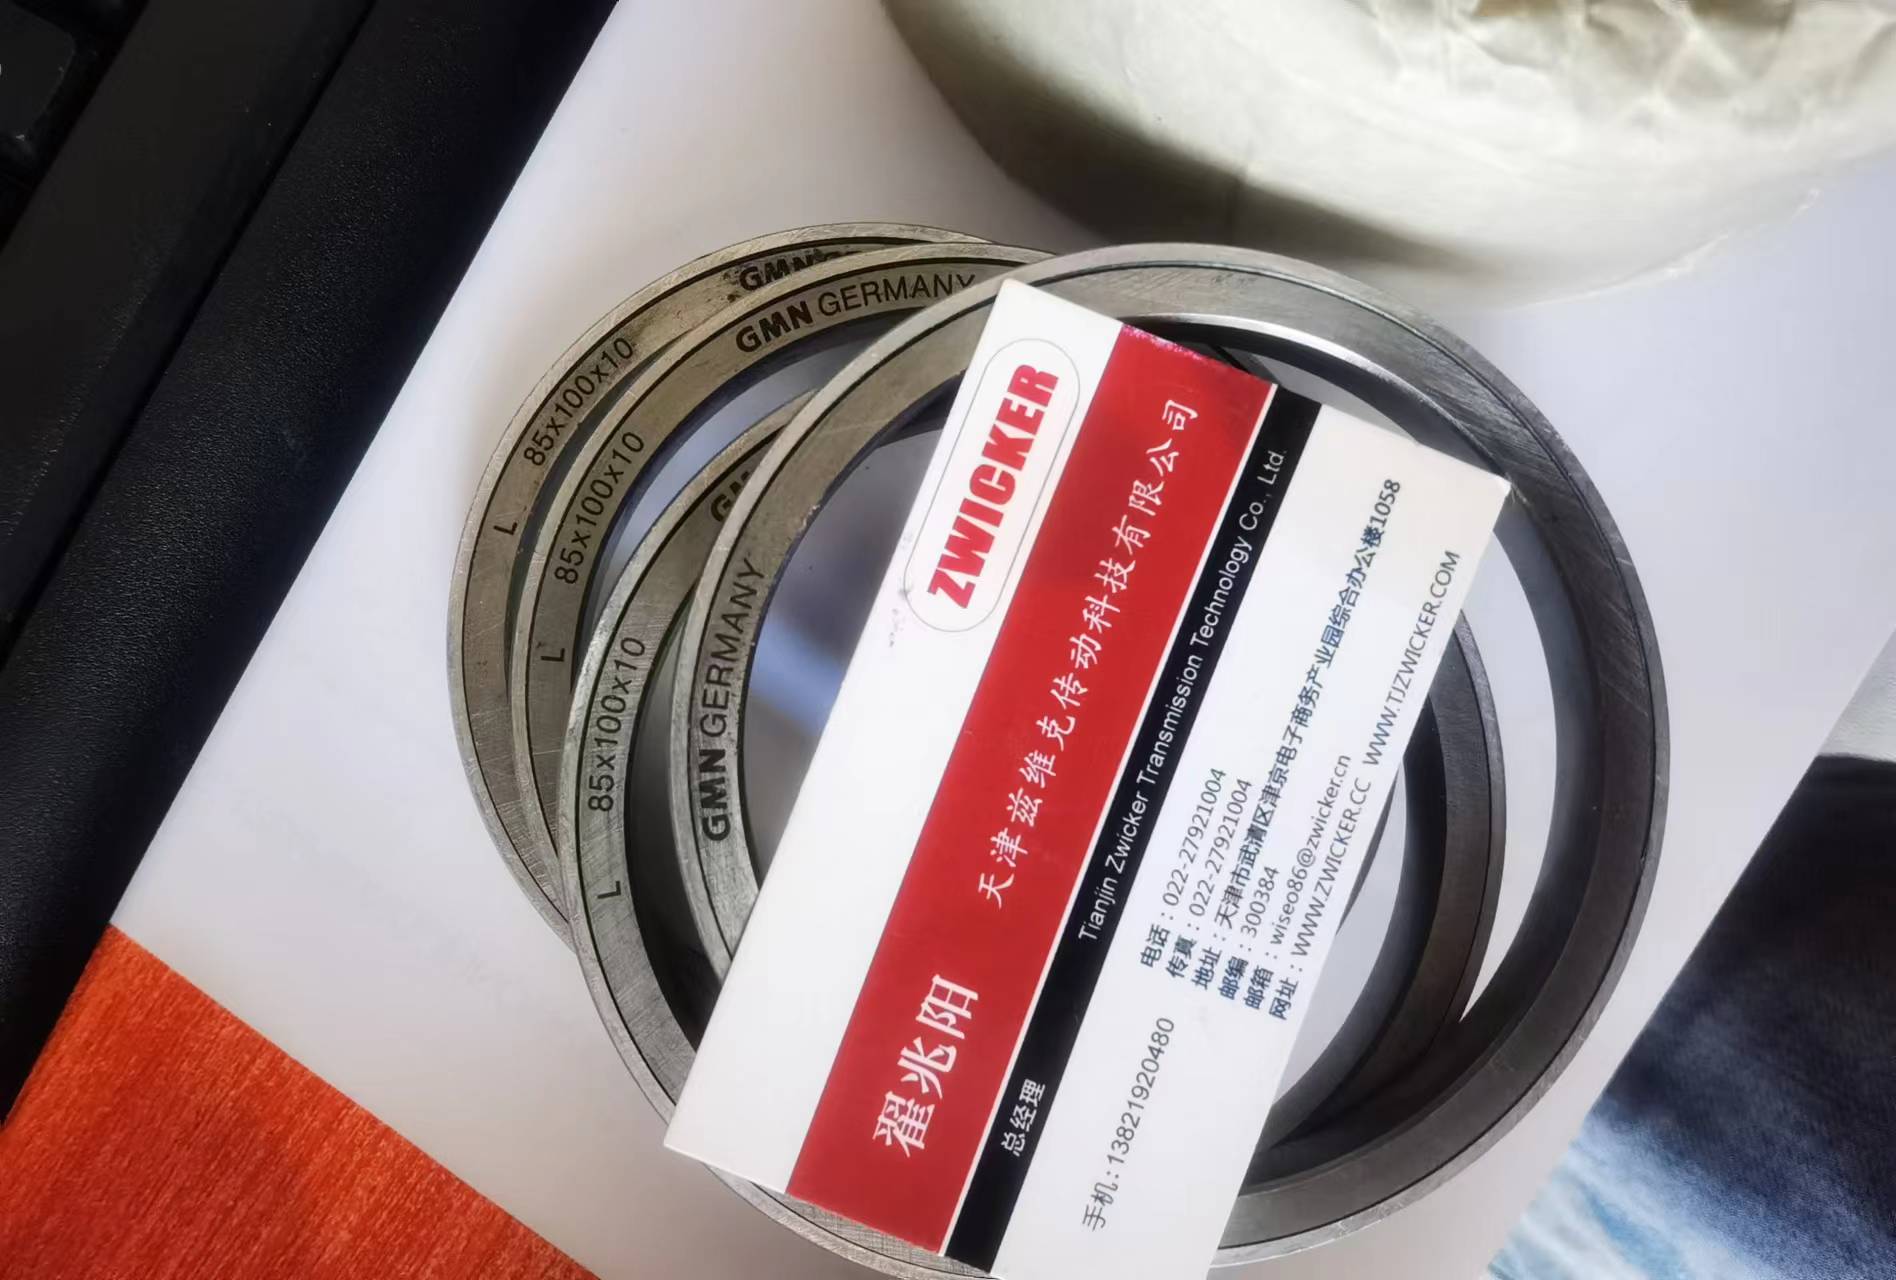 GMN
85x100x10
L
GMN GERMANY
85x100x10
L
85x100x10
L
GMN GERMANY
ZWICKER
天津兹维克传动科技有限公司
Tianjin Zwicker Transmission Technology Co., Ltd.
翟兆阳
总经理
电话：022-27921004
传真：022-27921004
地址：天津市武清区津京电子商务产业园综合办公楼1058
邮编：300384
邮箱：wiseo86@zwicker.cn
网址：WWW.ZWICKER.CC WWW.TJZWICKER.COM
手机：13821920480